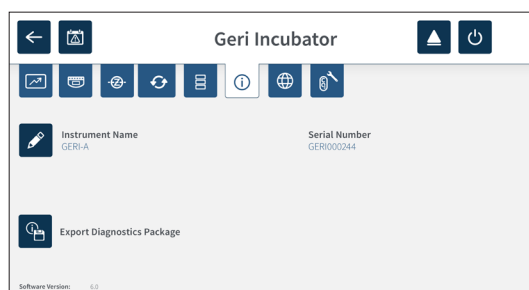 Geri Incubator
Instrument Name
GERI-A
Serial Number
GERI000244
Export Diagnostics Package
Software Version: 6.0